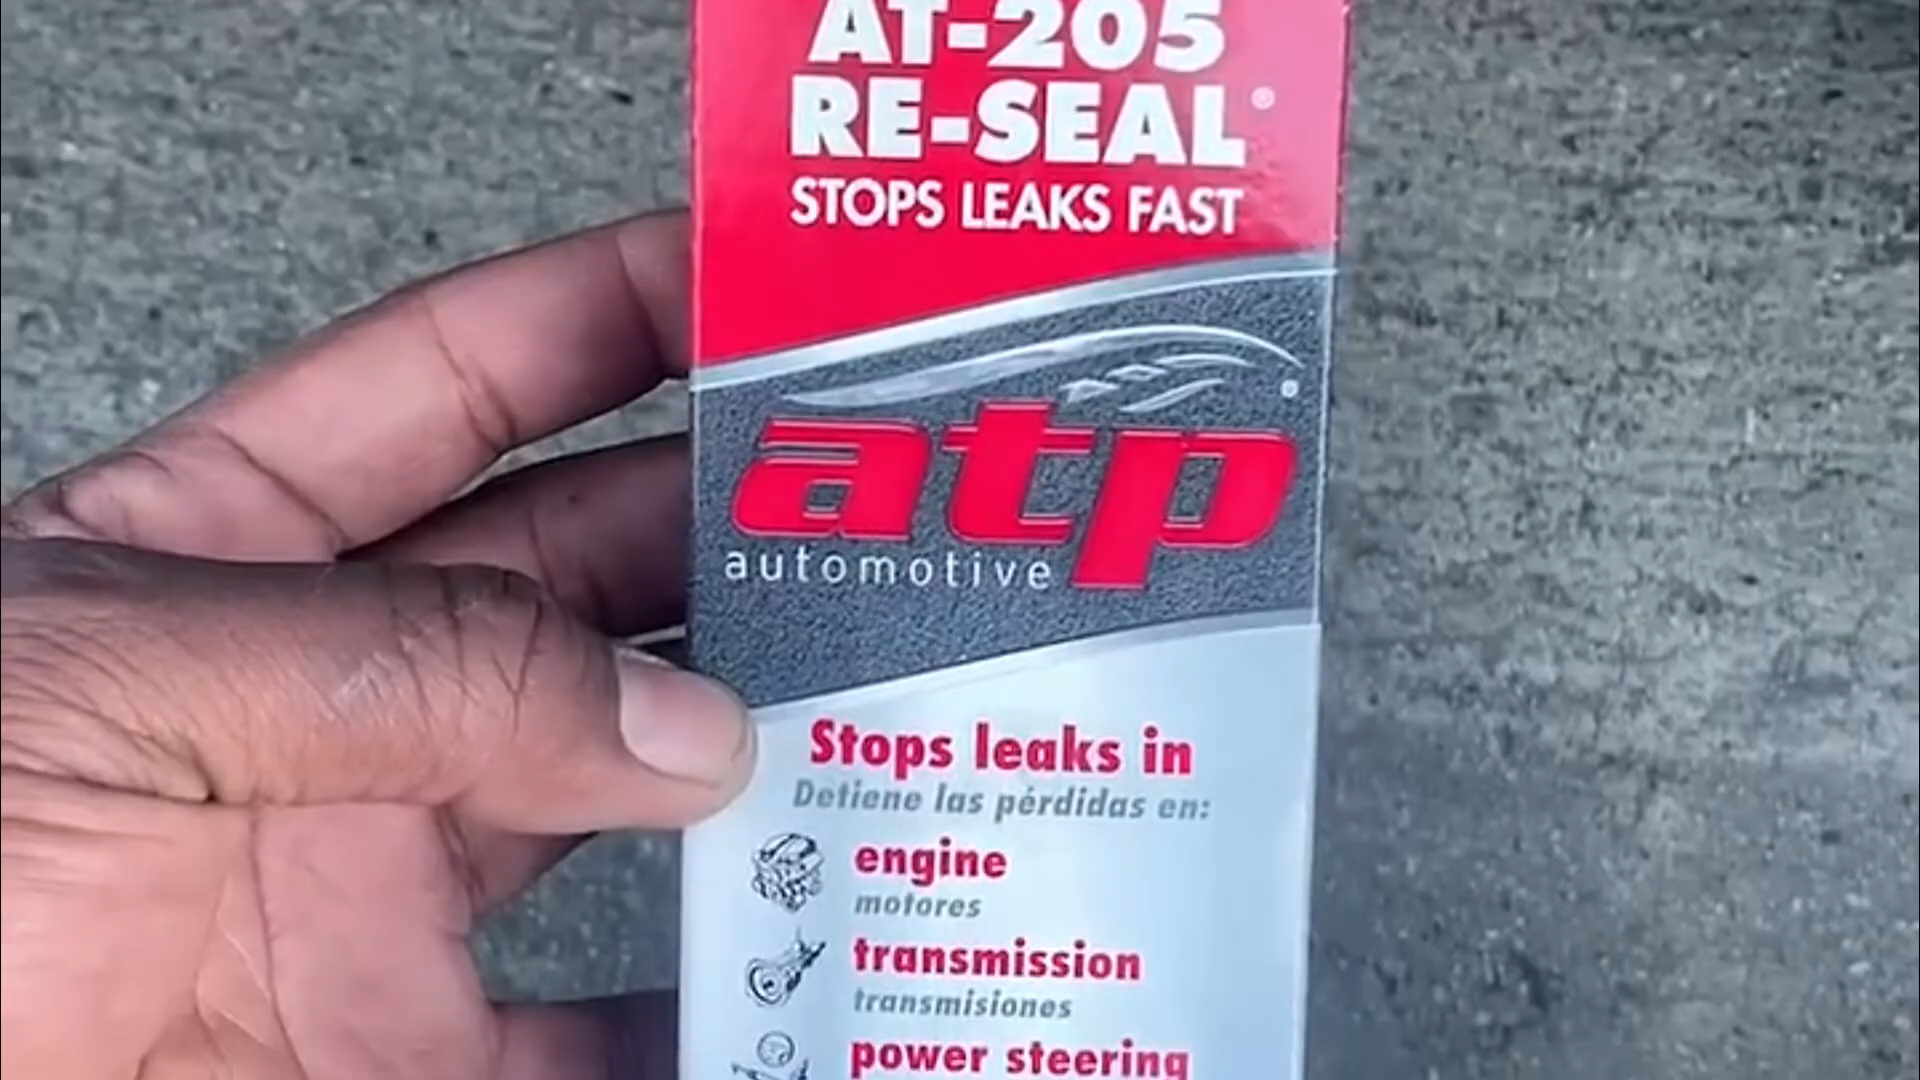 AT-205
RE-SEAL®
STOPS LEAKS FAST
atp
automotive
Stops leaks in
Detiene las pérdidas en:
engine
motores
transmission
transmisiones
power steering